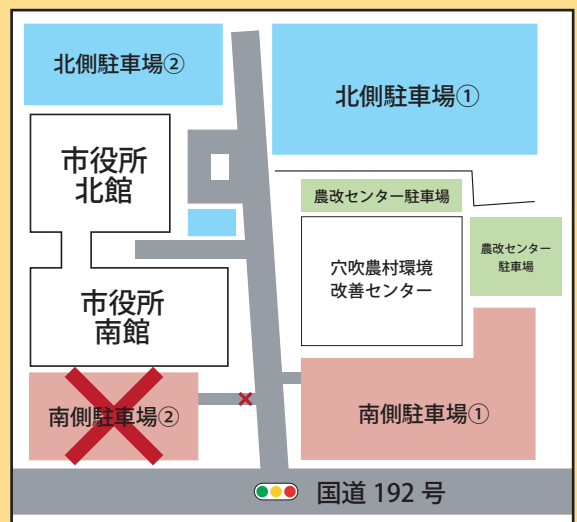 北側駐車場②
北側駐車場①
市役所
北館
農改センター駐車場
農改センター
駐車場
穴吹農村環境
改善センター
市役所
南館
南側駐車場②
南側駐車場①
国道 192 号